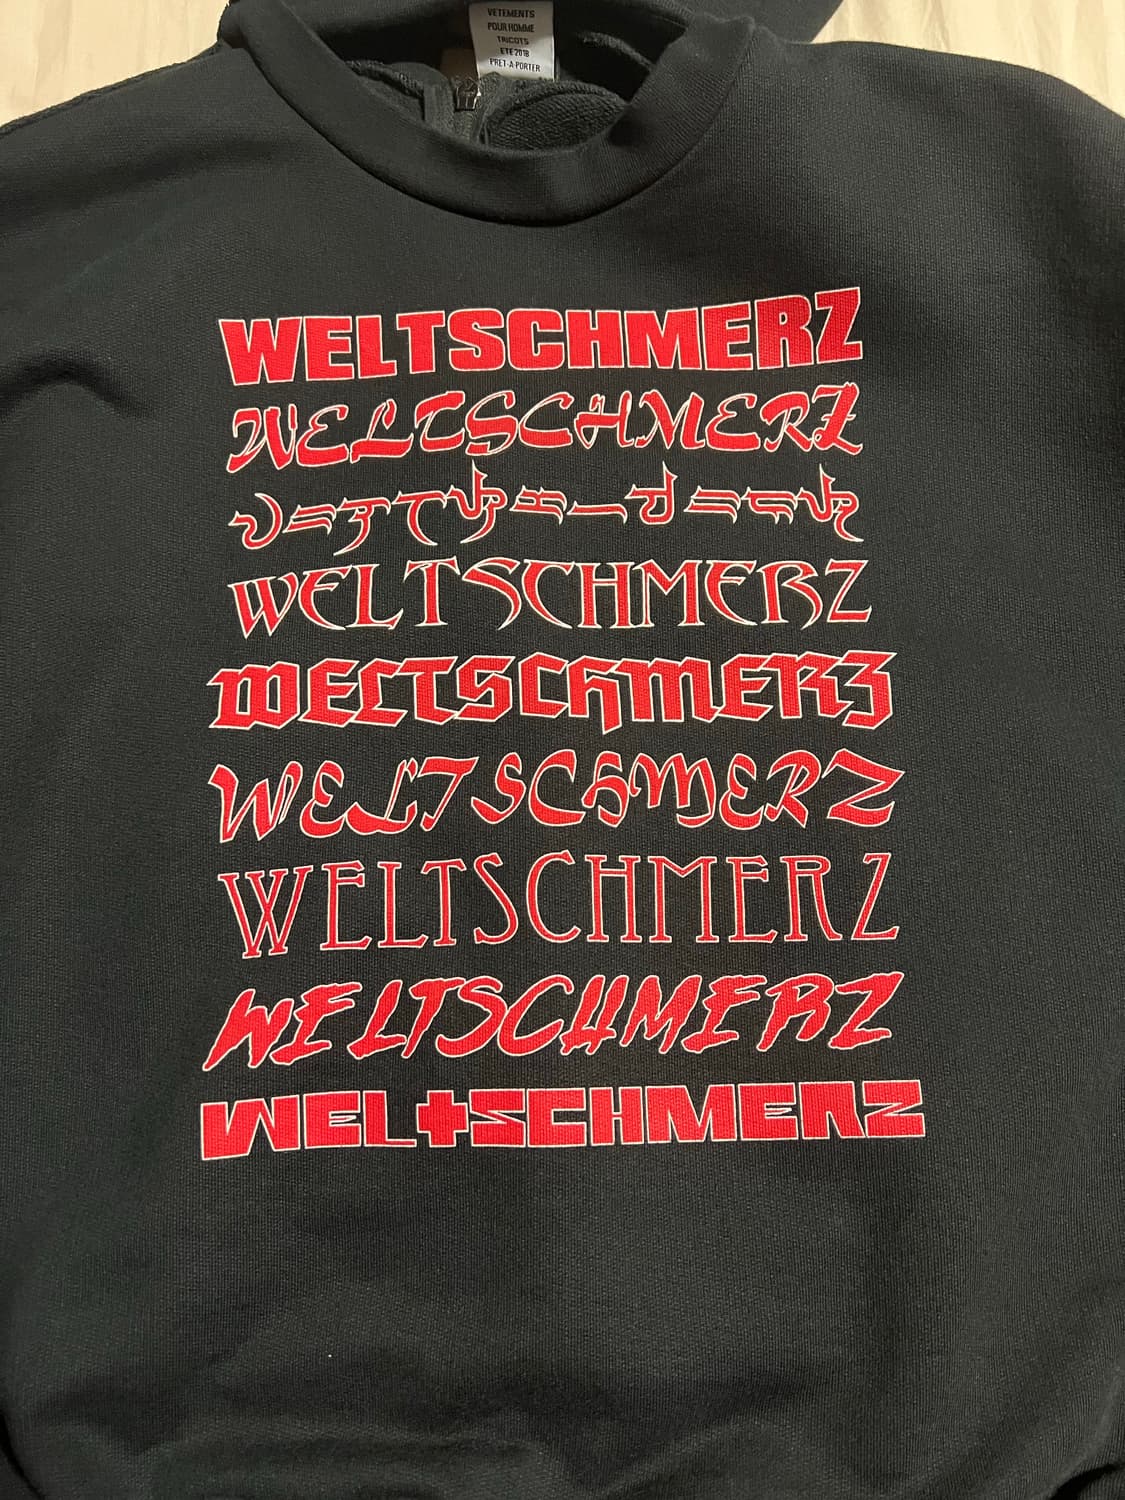 VETEMENTS
POUR HOMME
TRICOTS
ETE 2018
PRET-A-PORTER
WELTSCHMERZ
WELTSCHMERZ
WELTSCHMERZ
WELTSCHMERZ
WELTSCHMERZ
WELTSCHMERZ
WELTSCHMERZ
WELTSCHMERZ